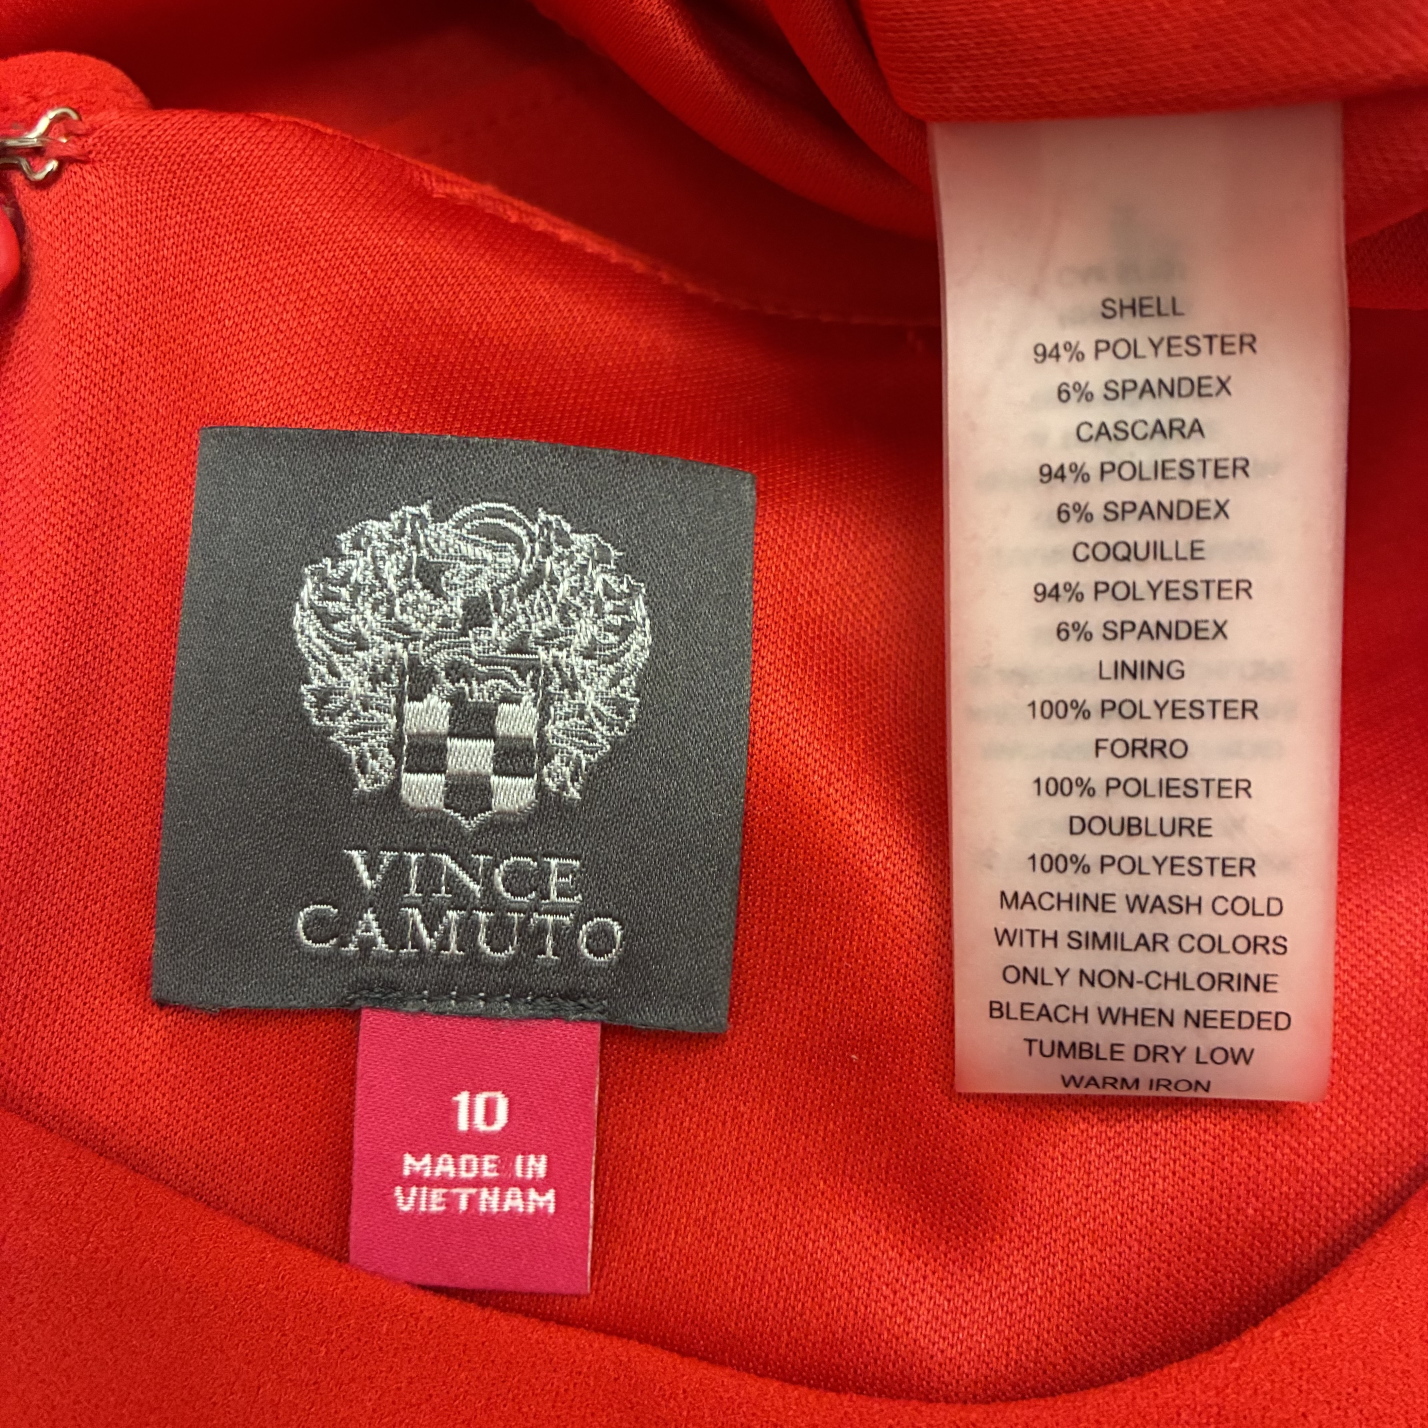 VINCE
CAMUTO
10
MADE IN
VIETNAM
SHELL
94% POLYESTER
6% SPANDEX
CASCARA
94% POLIESTER
6% SPANDEX
COQUILLE
94% POLYESTER
6% SPANDEX
LINING
100% POLYESTER
FORRO
100% POLIESTER
DOUBLURE
100% POLYESTER
MACHINE WASH COLD
WITH SIMILAR COLORS
ONLY NON-CHLORINE
BLEACH WHEN NEEDED
TUMBLE DRY LOW
WARM IRON